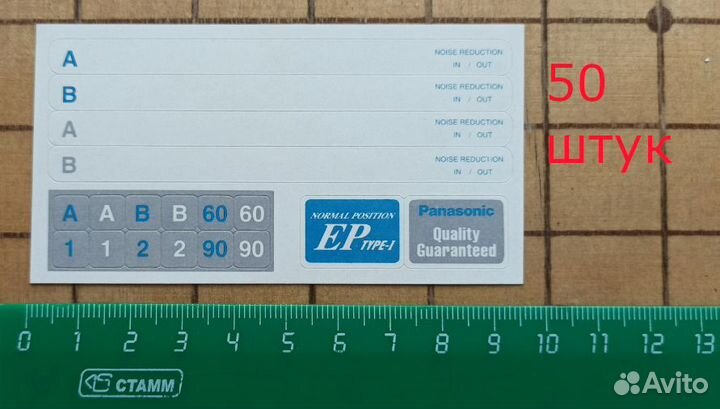 A NOISE REDUCTION
IN / OUT
B NOISE REDUCTION
IN / OUT
A NOISE REDUCTION
IN / OUT
B NOISE REDUCTION
IN / OUT
50
штук
A A B B 60 60
1 1 2 2 90 90
NORMAL POSITION
EP TYPE-I
Panasonic
Quality
Guaranteed
0 1 2 3 4 5 6 7 8 9 10 11 12 13
СТАММ
Avito